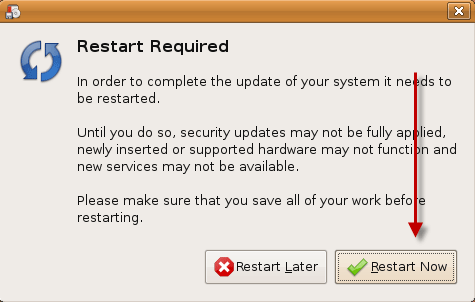 Restart Required
In order to complete the update of your system it needs to
be restarted.
Until you do so, security updates may not be fully applied,
newly inserted or supported hardware may not function and
new services may not be available.
Please make sure that you save all of your work before
restarting.
Restart Later
Restart Now